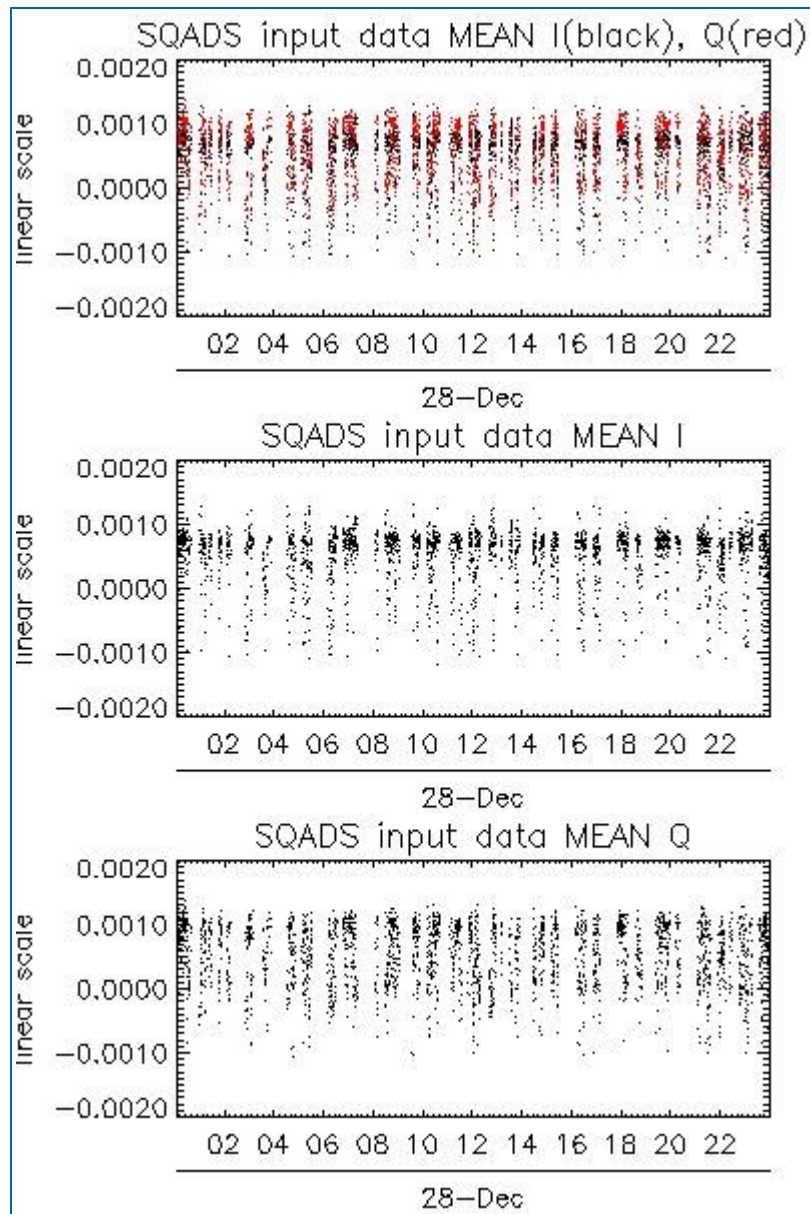 SQADS input data MEAN I(black), Q(red)
0.0020
0.0010
0.0000
-0.0010
-0.0020
linear scale
02 04 06 08 10 12 14 16 18 20 22
28-Dec
SQADS input data MEAN I
0.0020
0.0010
0.0000
-0.0010
-0.0020
linear scale
02 04 06 08 10 12 14 16 18 20 22
28-Dec
SQADS input data MEAN Q
0.0020
0.0010
0.0000
-0.0010
-0.0020
linear scale
02 04 06 08 10 12 14 16 18 20 22
28-Dec